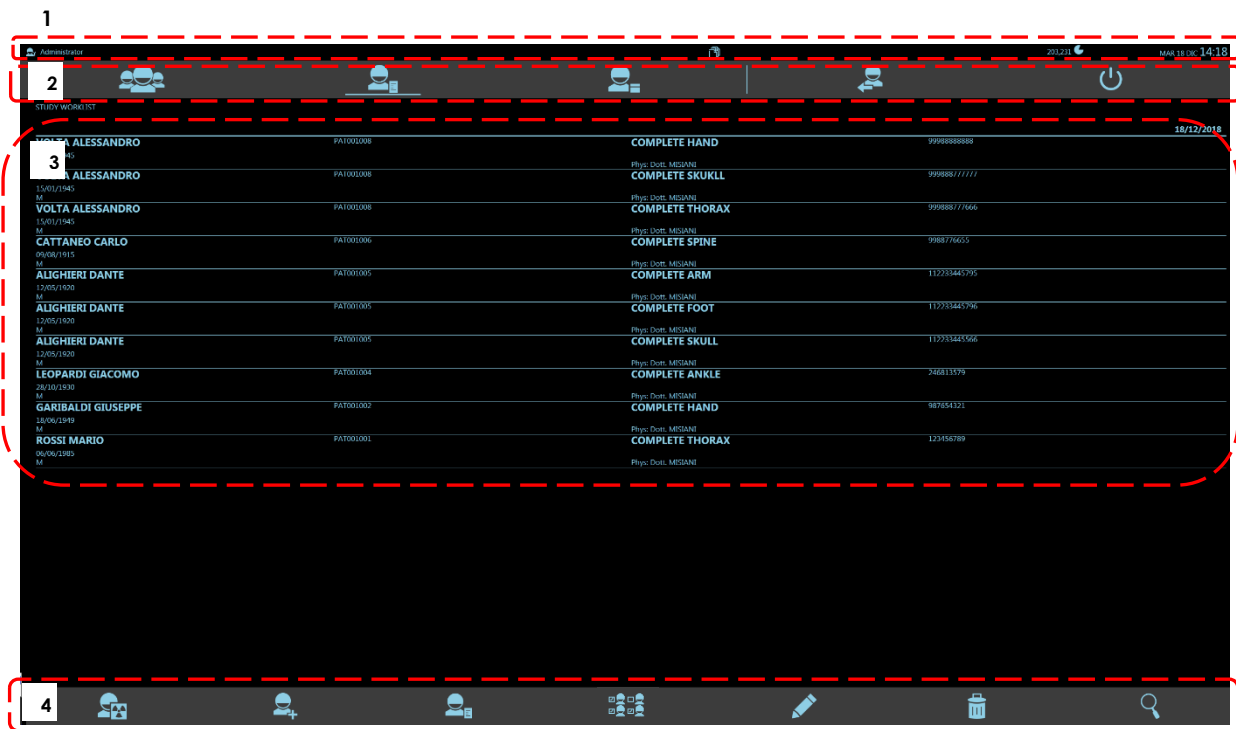 1
Administrator 203,231 MAR 18 DIC 14:18
2
STUDY WORKLIST
18/12/2018
VOLTA ALESSANDRO PAT001008 COMPLETE HAND 99988888888
3 45
Phys: Dott. MISIANI
A ALESSANDRO PAT001008 COMPLETE SKUKLL 999888777777
15/01/1945
M Phys: Dott. MISIANI
VOLTA ALESSANDRO PAT001008 COMPLETE THORAX 999888777666
15/01/1945
M Phys: Dott. MISIANI
CATTANEO CARLO PAT001006 COMPLETE SPINE 9988776655
09/08/1915
M Phys: Dott. MISIANI
ALIGHIERI DANTE PAT001005 COMPLETE ARM 112233445795
12/05/1920
M Phys: Dott. MISIANI
ALIGHIERI DANTE PAT001005 COMPLETE FOOT 112233445796
12/05/1920
M Phys: Dott. MISIANI
ALIGHIERI DANTE PAT001005 COMPLETE SKULL 112233445566
12/05/1920
M Phys: Dott. MISIANI
LEOPARDI GIACOMO PAT001004 COMPLETE ANKLE 246813579
28/10/1930
M Phys: Dott. MISIANI
GARIBALDI GIUSEPPE PAT001002 COMPLETE HAND 987654321
18/06/1949
M Phys: Dott. MISIANI
ROSSI MARIO PAT001001 COMPLETE THORAX 123456789
06/06/1985
M Phys: Dott. MISIANI
4